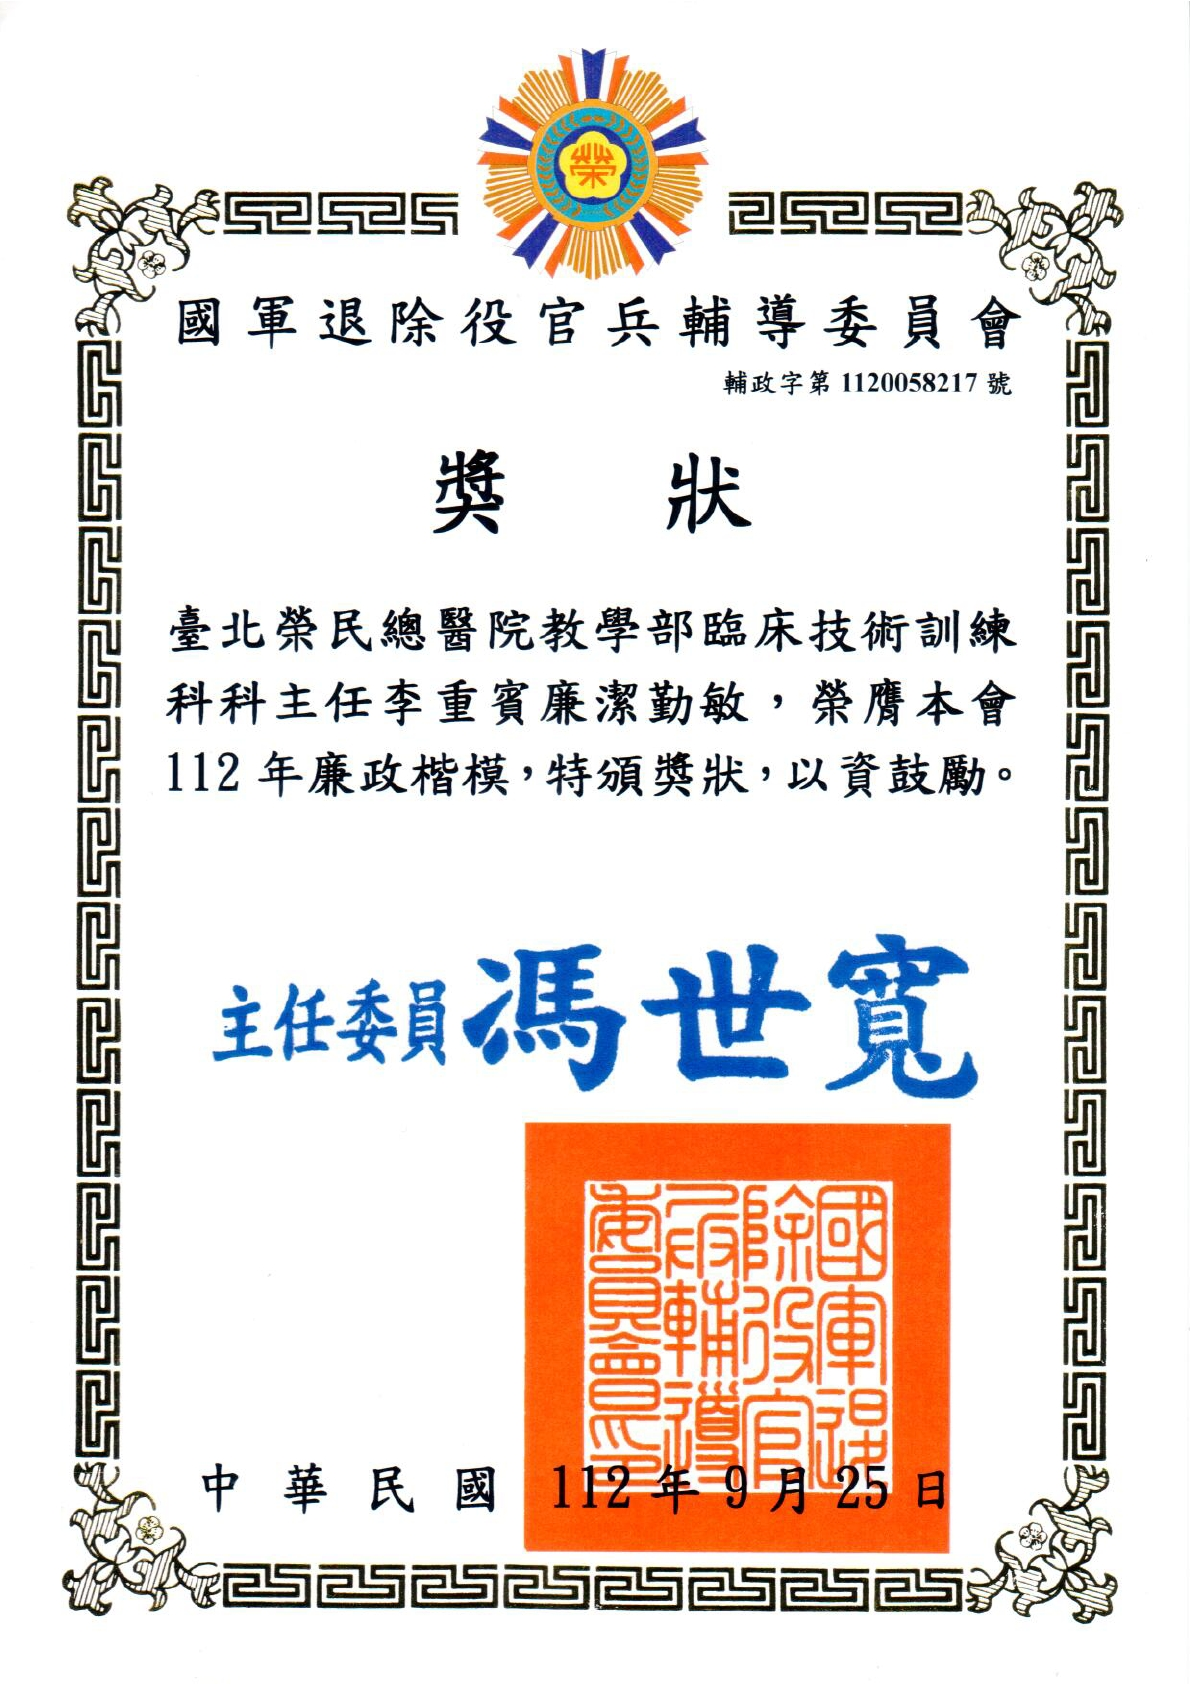 榮
國軍退除役官兵輔導委員會
輔政字第1120058217號
獎狀
臺北榮民總醫院教學部臨床技術訓練
科科主任李重賓廉潔勤敏，榮膺本會
112年廉政楷模，特頒獎狀，以資鼓勵。
主任委員馮世寬
國軍退
除役官
兵輔導
委員會印
中華民國112年9月25日